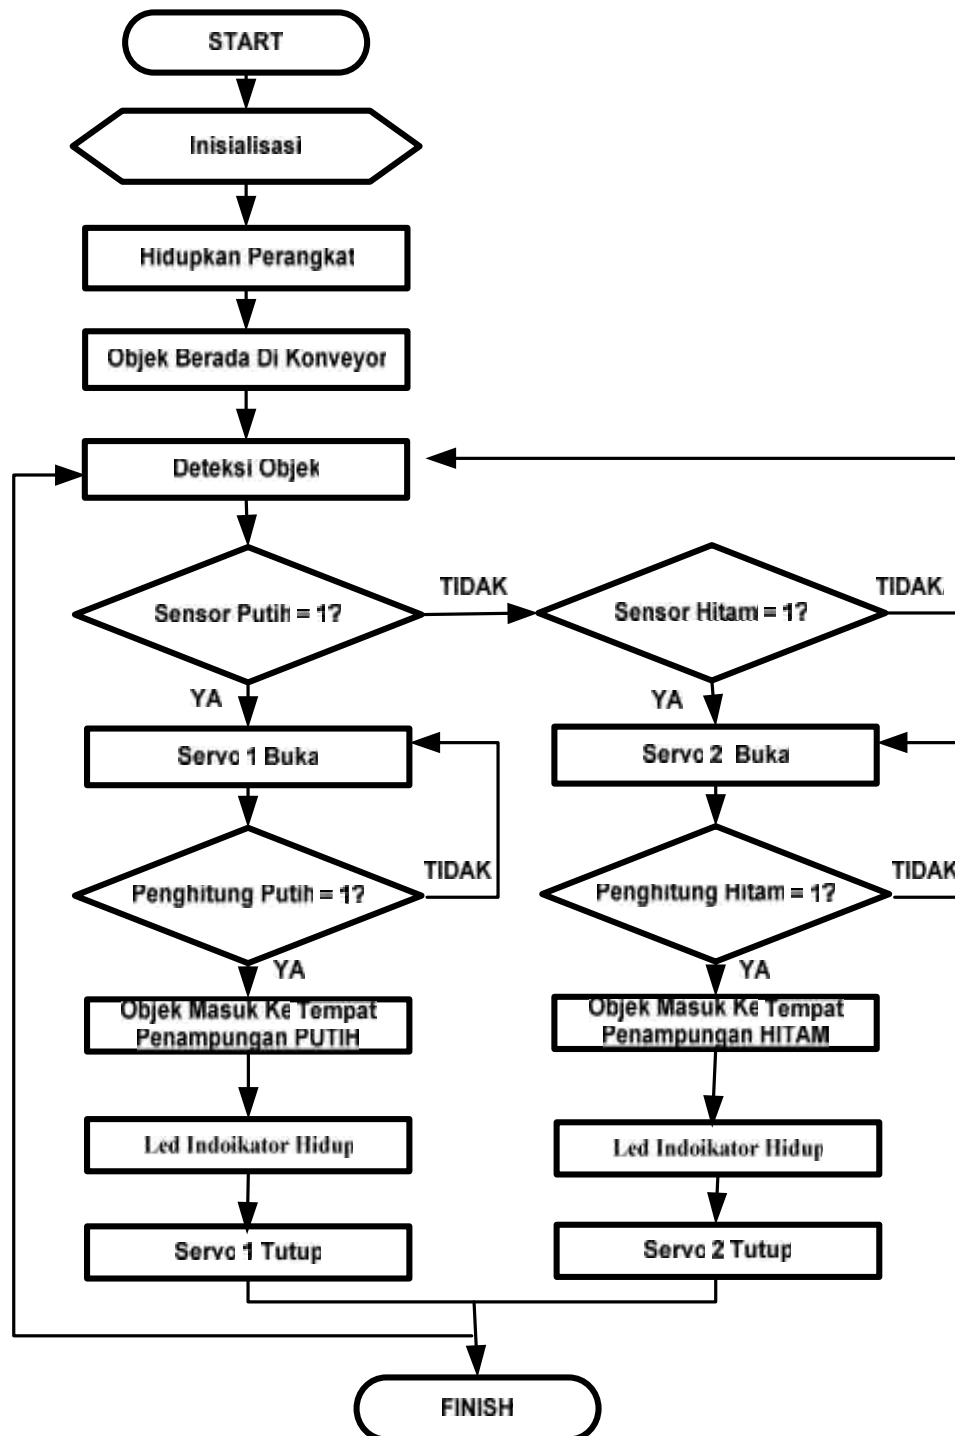 START
Inisialisasi
Hidupkan Perangkat
Objek Berada Di Konveyor
Deteksi Objek
Sensor Putih = 1?
TIDAK
Sensor Hitam = 1?
TIDAK
YA
YA
Servo 1 Buka
Servo 2 Buka
Penghitung Putih = 1?
TIDAK
Penghitung Hitam = 1?
TIDAK
YA
YA
Objek Masuk Ke Tempat
Penampungan PUTIH
Objek Masuk Ke Tempat
Penampungan HITAM
Led Indoikator Hidup
Led Indoikator Hidup
Servo 1 Tutup
Servo 2 Tutup
FINISH